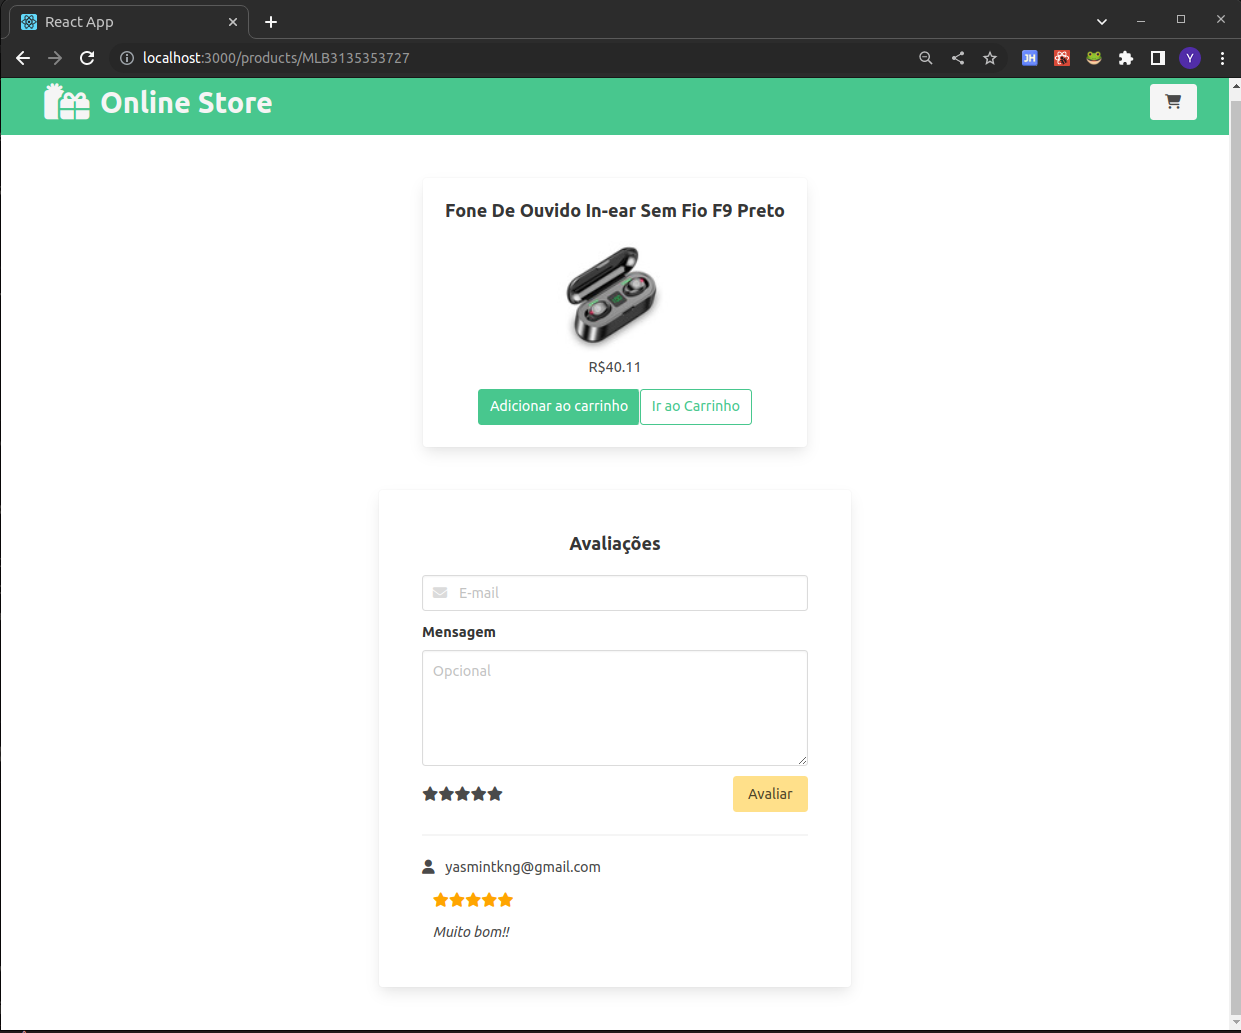 React App
localhost:3000/products/MLB3135353727
JH
Y
Online Store
Fone De Ouvido In-ear Sem Fio F9 Preto
R$40.11
Adicionar ao carrinho
Ir ao Carrinho
Avaliações
E-mail
Mensagem
Opcional
Avaliar
yasmintkng@gmail.com
Muito bom!!